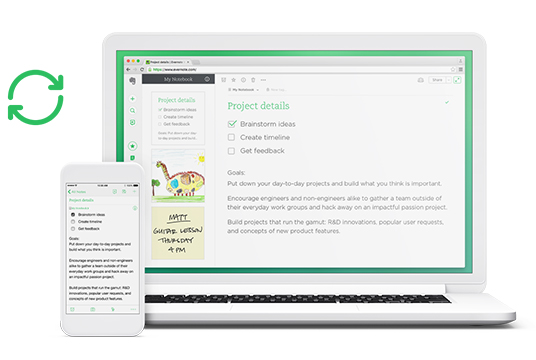 Project details | Evernote
https://www.evernote.com/
My Notebook
Share
My Notebook
Project details
Brainstorm ideas
Create timeline
Get feedback
Project details
Brainstorm ideas
Create timeline
Get feedback
Goals:
Put down your day-to-day projects and build what you think is important.
Encourage engineers and non-engineers
alike to gather a team outside of
their everyday work groups and hack away on an impactful passion project.
Build projects that run the gamut; R&D innovations, popular user requests,
and concepts of new product features.
MATT
GUITAR LESSON
THURSDAY
4 PM
Project details
Brainstorm ideas
Create timeline
Get feedback
Goals:
Put down your day-to-day projects and
build what you think is important.
Encourage engineers and non-engineers
alike to gather a team outside of their
everyday work groups and hack away on
an impactful passion project.
Build projects that run the gamut; R&D
innovations, popular user requests, and
concepts of new product features.